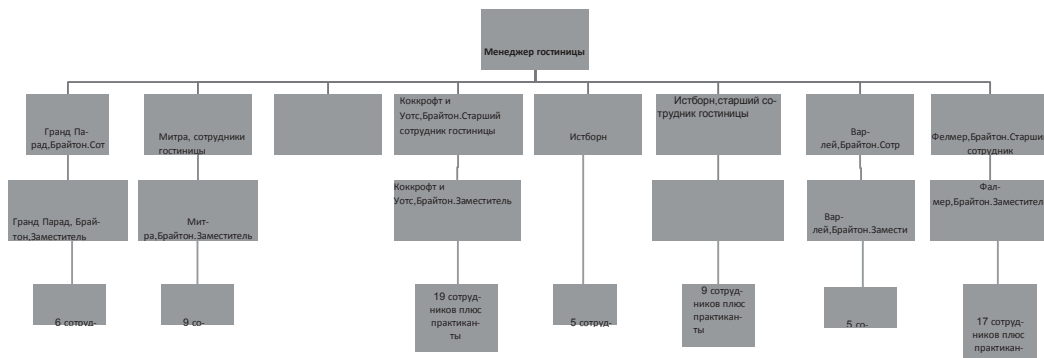 Менеджер гостиницы
Гранд Па-
рад,Брайтон.Сот
Митра, сотрудники
гостиницы
Коккрофт и
Уотс,Брайтон.Старший
сотрудник гостиницы
Истборн
Истборн,старший со-
трудник гостиницы
Вар-
лей,Брайтон.Сотр
Фелмер,Брайтон.Старши
сотрудник
Гранд Парад, Брай-
тон,Заместитель
Мит-
ра,Брайтон.Заместитель
Коккрофт и
Уотс,Брайтон.Заместитель
Вар-
лей,Брайтон.Замести
Фал-
мер,Брайтон.Заместител
6 сотруд-
9 со-
19 сотруд-
ников плюс
практикан-
ты
5 сотруд-
9 сотруд-
ников плюс
практикан-
ты
5 со-
17 сотруд-
ников плюс
практикан-